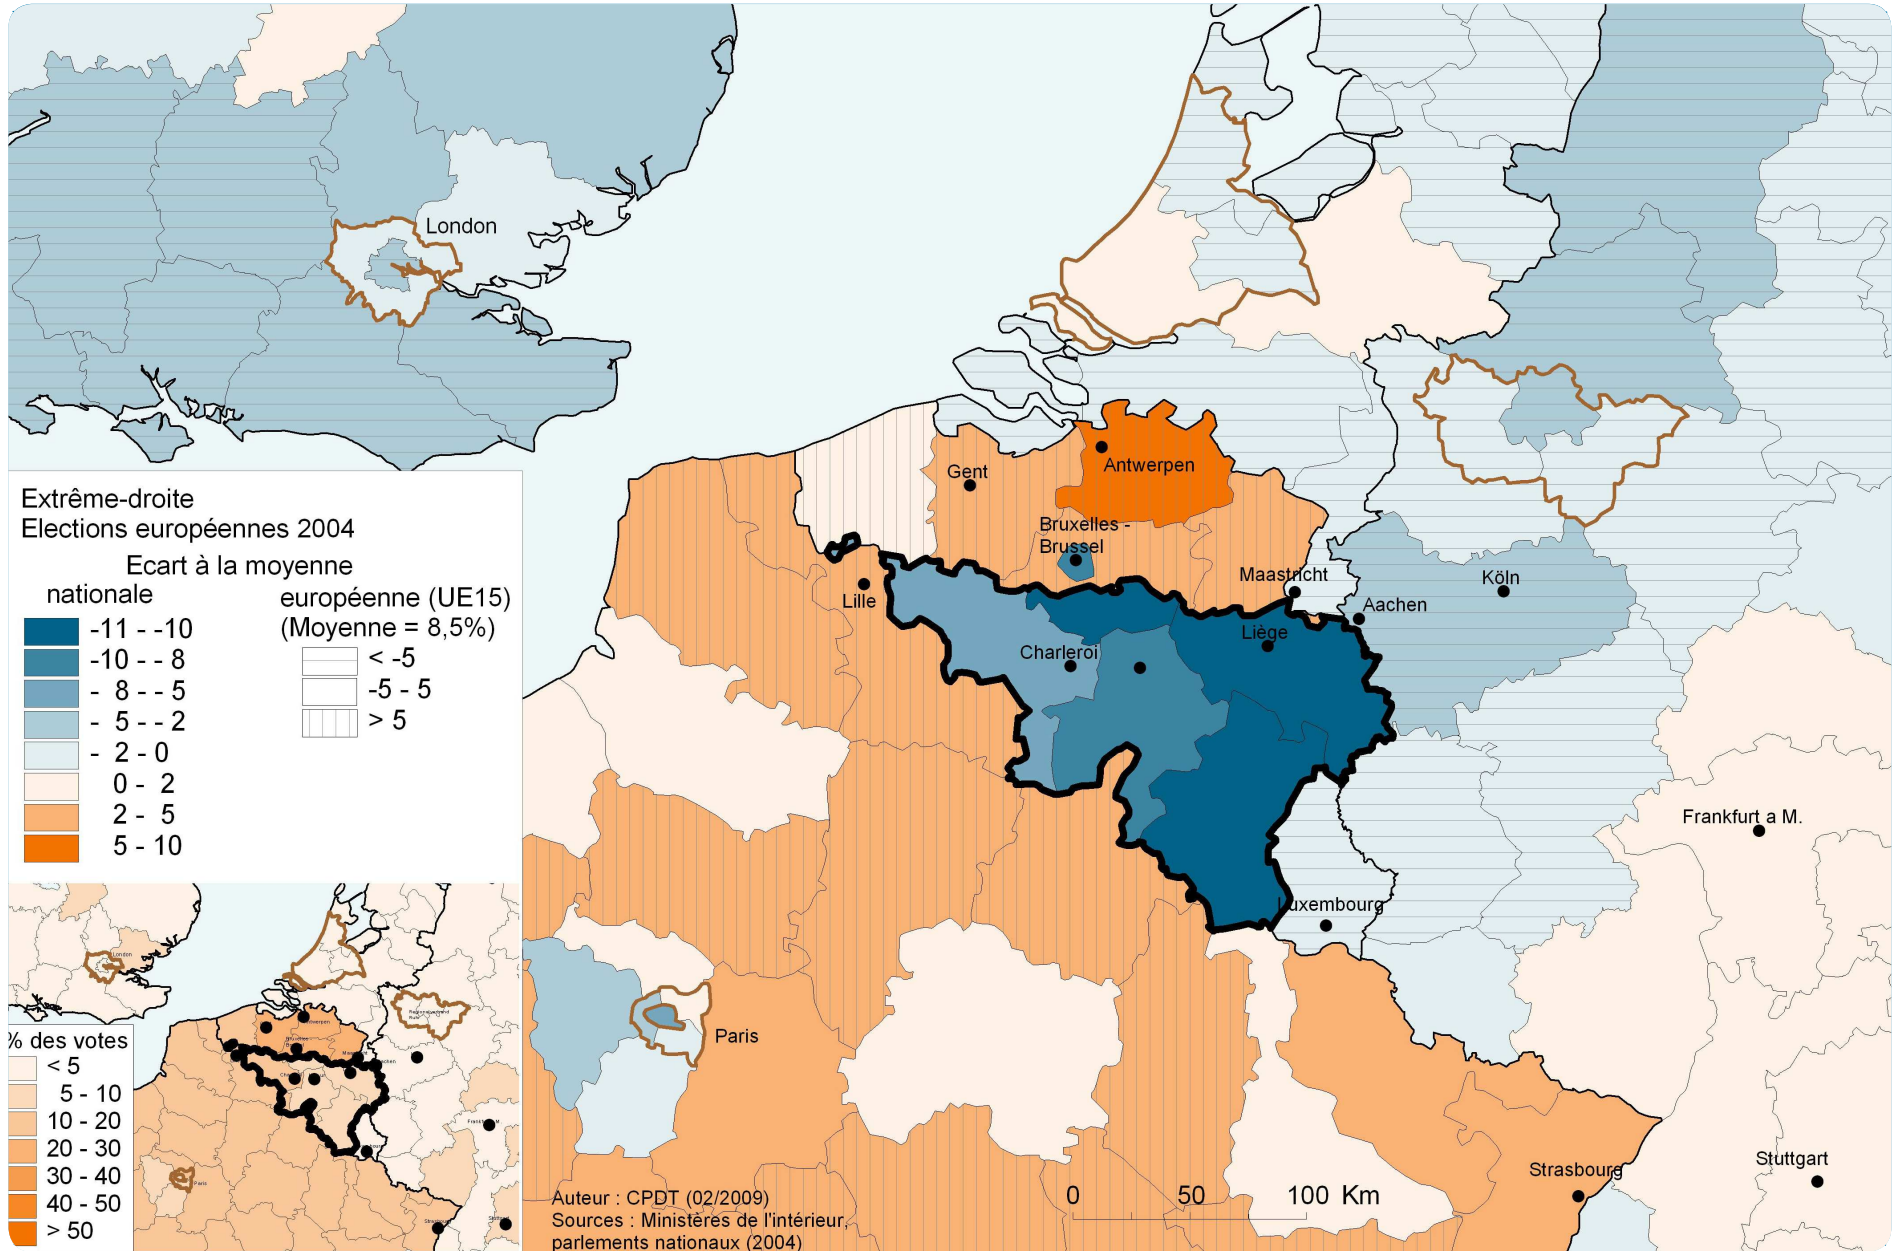 London
Gent
Antwerpen
Bruxelles -
Brussel
Maastricht
Köln
Aachen
Lille
Liège
Charleroi
Frankfurt a M.
Luxembourg
Paris
Strasbourg
Stuttgart
Extrême-droite
Elections européennes 2004
Ecart à la moyenne
nationale
européenne (UE15)
(Moyenne = 8,5%)
-11 - -10
-10 - - 8
- 8 - - 5
- 5 - - 2
- 2 - 0
0 - 2
2 - 5
5 - 10
< -5
-5 - 5
> 5
London
Antwerpen
Paris
% des votes
< 5
5 - 10
10 - 20
20 - 30
30 - 40
40 - 50
> 50
Auteur : CPDT (02/2009)
Sources : Ministères de l'intérieur,
parlements nationaux (2004)
0 50 100 Km